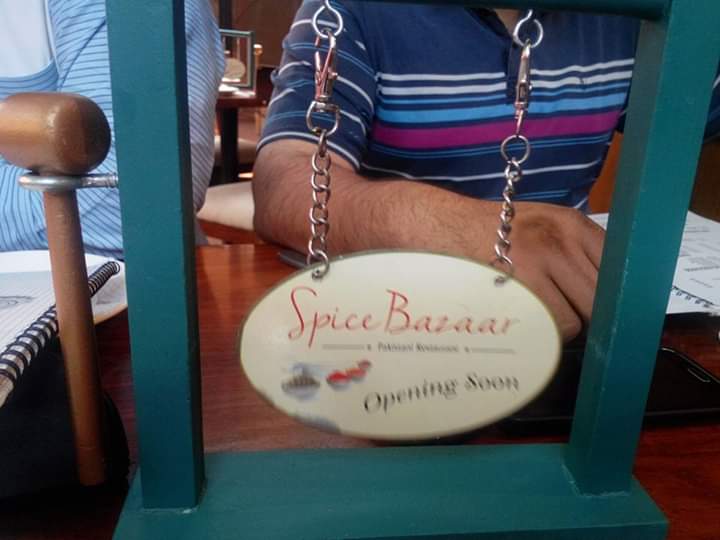 Spice Bazaar
Pakistani Restaurant
Opening Soon